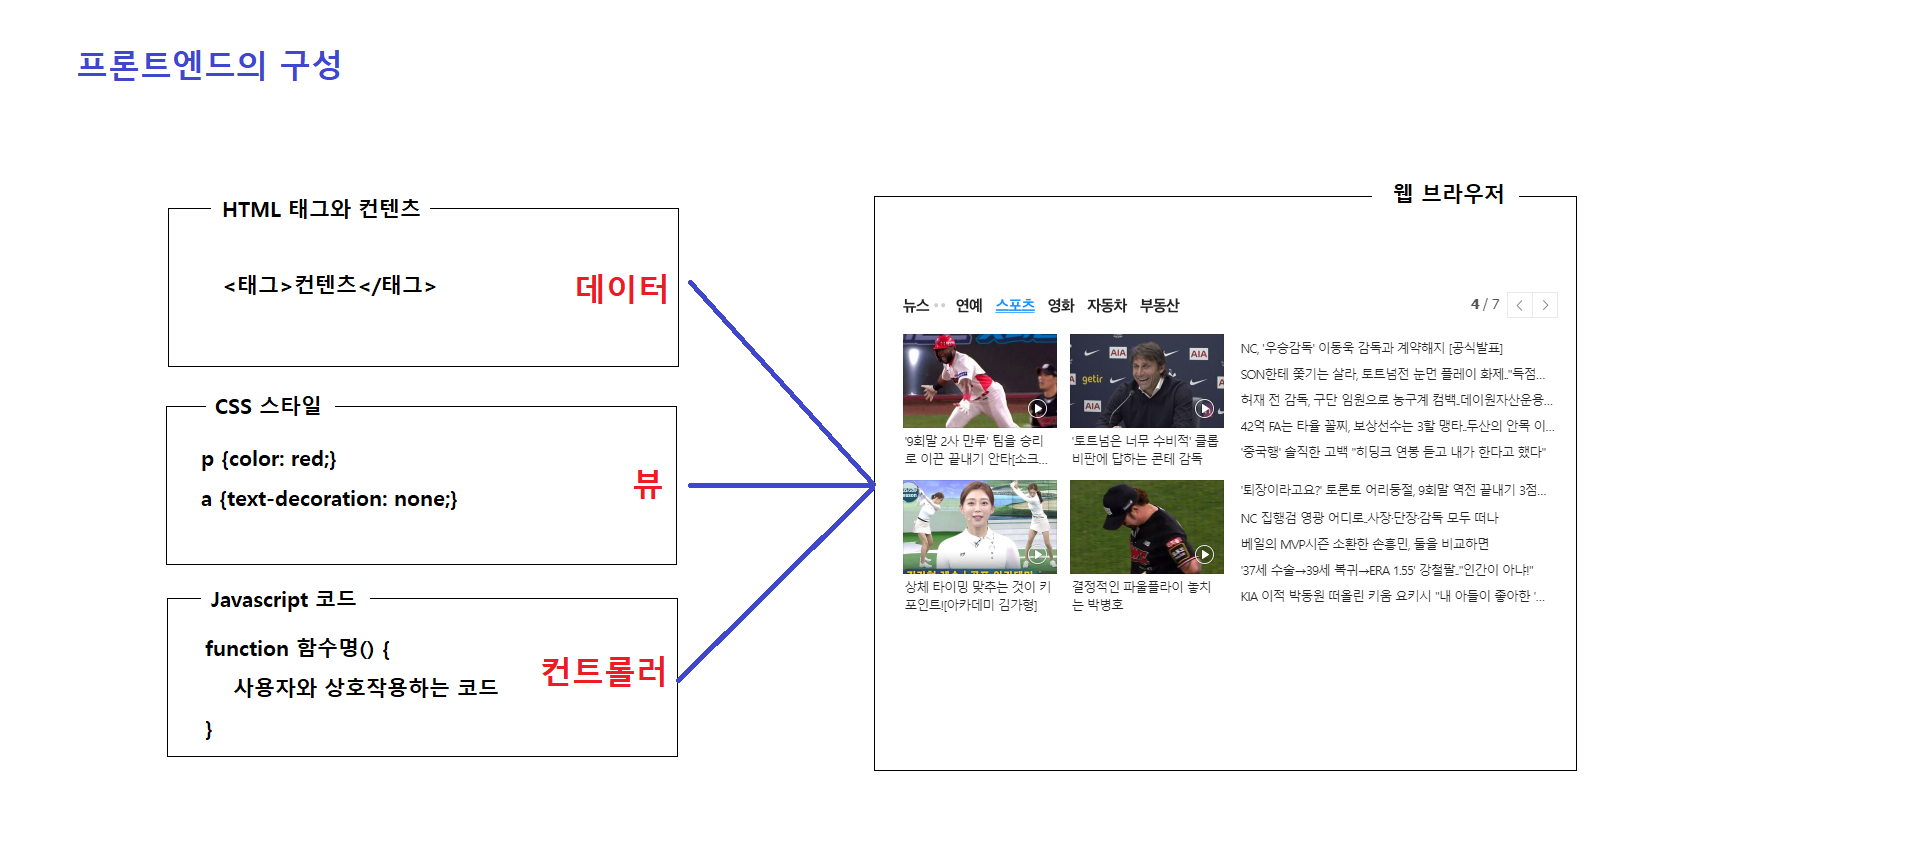 프론트엔드의 구성
HTML 태그와 컨텐츠
<태그>컨텐츠</태그>
데이터
CSS 스타일
p {color: red;}
a {text-decoration: none;}
뷰
Javascript 코드
function 함수명() {
사용자와 상호작용하는 코드
}
컨트롤러
웹 브라우저
뉴스 연예 스포츠 영화 자동차 부동산
4 / 7
AIA
AIA
getir
AIA
'9회말 2사 만루' 팀을 승리
로 이끈 끝내기 안타[소크...
'토트넘은 너무 수비적' 클롭
비판에 답하는 콘테 감독
상체 타이밍 맞추는 것이 키
포인트![아카데미 김가형]
결정적인 파울플라이 놓치
는 박병호
NC, '우승감독' 이동욱 감독과 계약해지 [공식발표]
SON한테 쫓기는 살라, 토트넘전 눈먼 플레이 화제.."득점...
허재 전 감독, 구단 임원으로 농구계 컴백..데이원자산운용...
42억 FA는 타율 꼴찌, 보상선수는 3할 맹타..두산의 안목 이...
'중국행' 솔직한 고백 "히딩크 연봉 듣고 내가 한다고 했다"
'퇴장이라고요?' 토론토 어리둥절, 9회말 역전 끝내기 3점...
NC 집행검 영광 어디로..사장·단장·감독 모두 떠나
베일의 MVP시즌 소환한 손흥민, 둘을 비교하면
'37세 수술→39세 복귀→ERA 1.55' 강철팔.."인간이 아냐!"
KIA 이적 박동원 떠올린 키움 요키시 "내 아들이 좋아한 '...